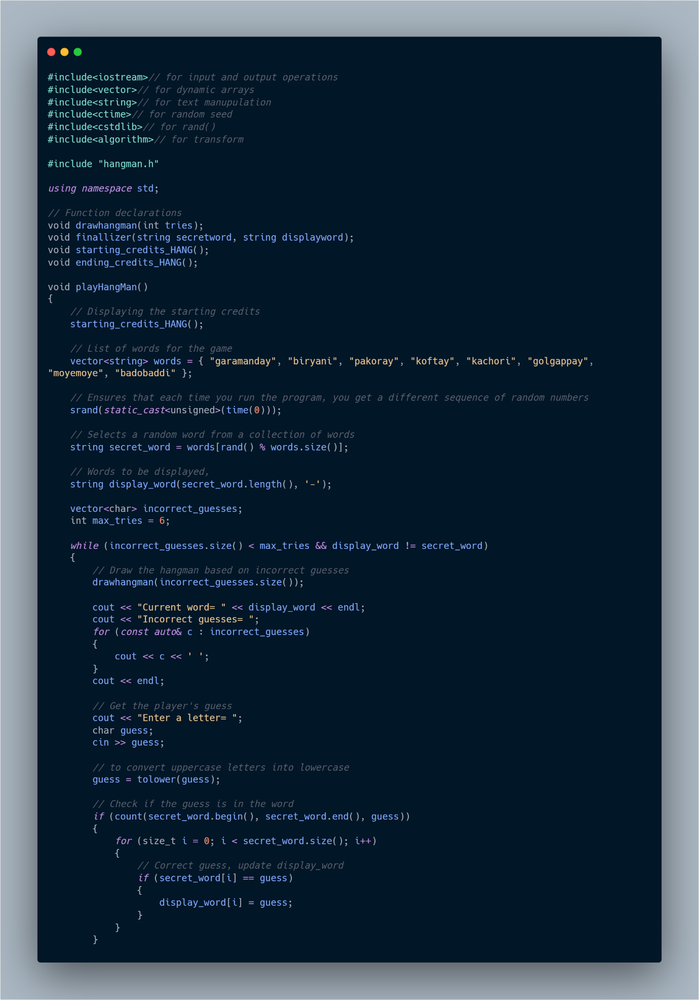 #include<iostream>// for input and output operations
#include<vector>// for dynamic arrays
#include<string>// for text manupulation
#include<ctime>// for random seed
#include<cstdlib>// for rand()
#include<algorithm>// for transform

#include "hangman.h"

using namespace std;

// Function declarations
void drawhangman(int tries);
void finallizer(string secretword, string displayword);
void starting_credits_HANG();
void ending_credits_HANG();

void playHangMan()
{
    // Displaying the starting credits
    starting_credits_HANG();

    // List of words for the game
    vector<string> words = { "garamanday", "biryani", "pakoray", "koftay", "kachori", "golgappay",
"moyemoye", "badobaddi" };

    // Ensures that each time you run the program, you get a different sequence of random numbers
    srand(static_cast<unsigned>(time(0)));

    // Selects a random word from a collection of words
    string secret_word = words[rand() % words.size()];

    // Words to be displayed,
    string display_word(secret_word.length(), '-');

    vector<char> incorrect_guesses;
    int max_tries = 6;

    while (incorrect_guesses.size() < max_tries && display_word != secret_word)
    {
        // Draw the hangman based on incorrect guesses
        drawhangman(incorrect_guesses.size());

        cout << "Current word= " << display_word << endl;
        cout << "Incorrect guesses= ";
        for (const auto& c : incorrect_guesses)
        {
            cout << c << ' ';
        }
        cout << endl;

        // Get the player's guess
        cout << "Enter a letter= ";
        char guess;
        cin >> guess;

        // to convert uppercase letters into lowercase
        guess = tolower(guess);

        // Check if the guess is in the word
        if (count(secret_word.begin(), secret_word.end(), guess))
        {
            for (size_t i = 0; i < secret_word.size(); i++)
            {
                // Correct guess, update display_word
                if (secret_word[i] == guess)
                {
                    display_word[i] = guess;
                }
            }
        }